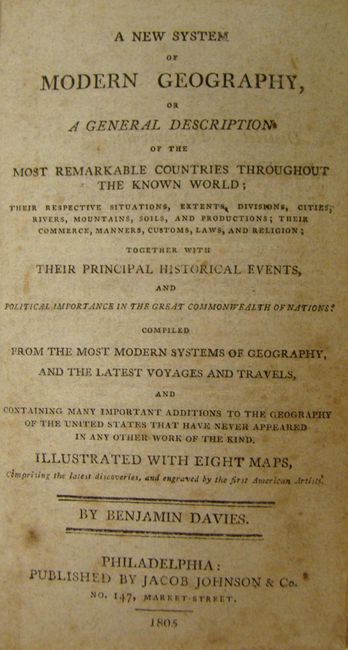 A NEW SYSTEM
OF
MODERN GEOGRAPHY,
OR
A GENERAL DESCRIPTION
OF THE
MOST REMARKABLE COUNTRIES THROUGHOUT
THE KNOWN WORLD;
THEIR RESPECTIVE SITUATIONS, EXTENTS, DIVISIONS, CITIES,
RIVERS, MOUNTAINS, SOILS, AND PRODUCTIONS; THEIR
COMMERCE, MANNERS, CUSTOMS, LAWS, AND RELIGION;
TOGETHER WITH
THEIR PRINCIPAL HISTORICAL EVENTS,
AND
POLITICAL IMPORTANCE IN THE GREAT COMMONWEALTH OF NATIONS:
COMPILED
FROM THE MOST MODERN SYSTEMS OF GEOGRAPHY,
AND THE LATEST VOYAGES AND TRAVELS,
AND
CONTAINING MANY IMPORTANT ADDITIONS TO THE GEOGRAPHY
OF THE UNITED STATES THAT HAVE NEVER APPEARED
IN ANY OTHER WORK OF THE KIND.
ILLUSTRATED WITH EIGHT MAPS,
Comprising the latest discoveries, and engraved by the first American Artists.
BY BENJAMIN DAVIES.
PHILADELPHIA:
PUBLISHED BY JACOB JOHNSON & Co.
NO. 147, MARKET-STREET.
1805